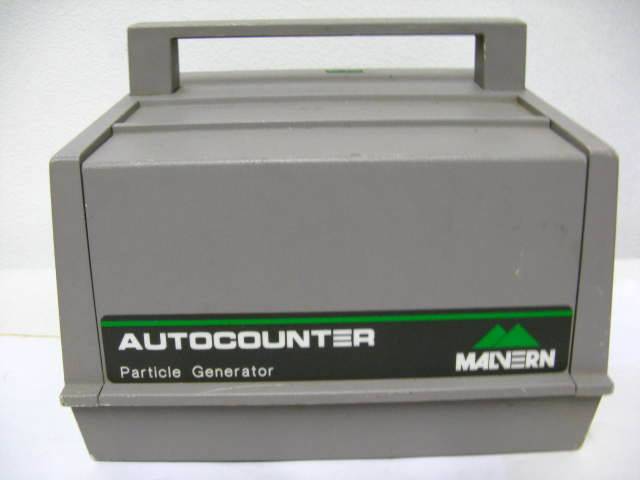 AUTOCOUNTER
Particle Generator
MALVERN